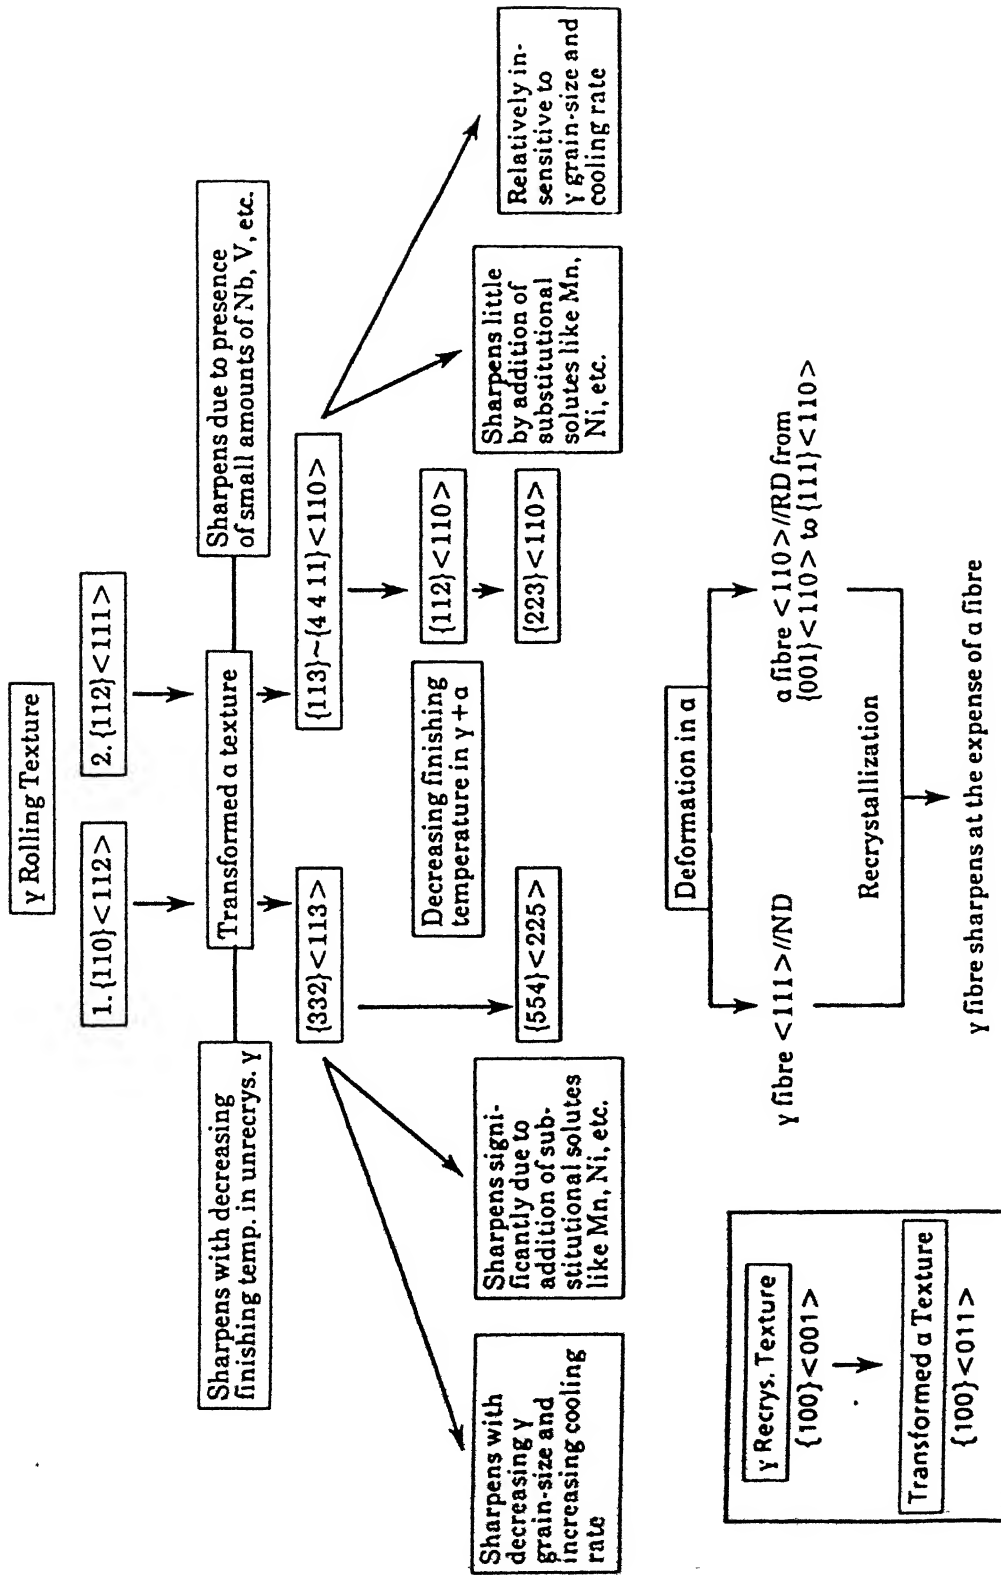 γ Rolling Texture
1. {110}<112>
2. {112}<111>
Sharpens with decreasing
finishing temp. in unrecrys. γ
Transformed α texture
Sharpens due to presence
of small amounts of Nb, V, etc.
{332}<113>
{113}~{4 4 11}<110>
Decreasing finishing
temperature in γ + α
{112}<110>
Sharpens with
decreasing γ
grain-size and
increasing cooling
rate
Sharpens signi-
ficantly due to
addition of sub-
stitutional solutes
like Mn, Ni, etc.
{554}<225>
{223}<110>
Sharpens little
by addition of
substitutional
solutes like Mn,
Ni, etc.
Relatively in-
sensitive to
γ grain-size and
cooling rate
Deformation in α
γ fibre <111>//ND
α fibre <110>//RD from
{001}<110> to {111}<110>
Recrystallization
γ fibre sharpens at the expense of α fibre
γ Recrys. Texture
{100}<001>
Transformed α Texture
{100}<011>